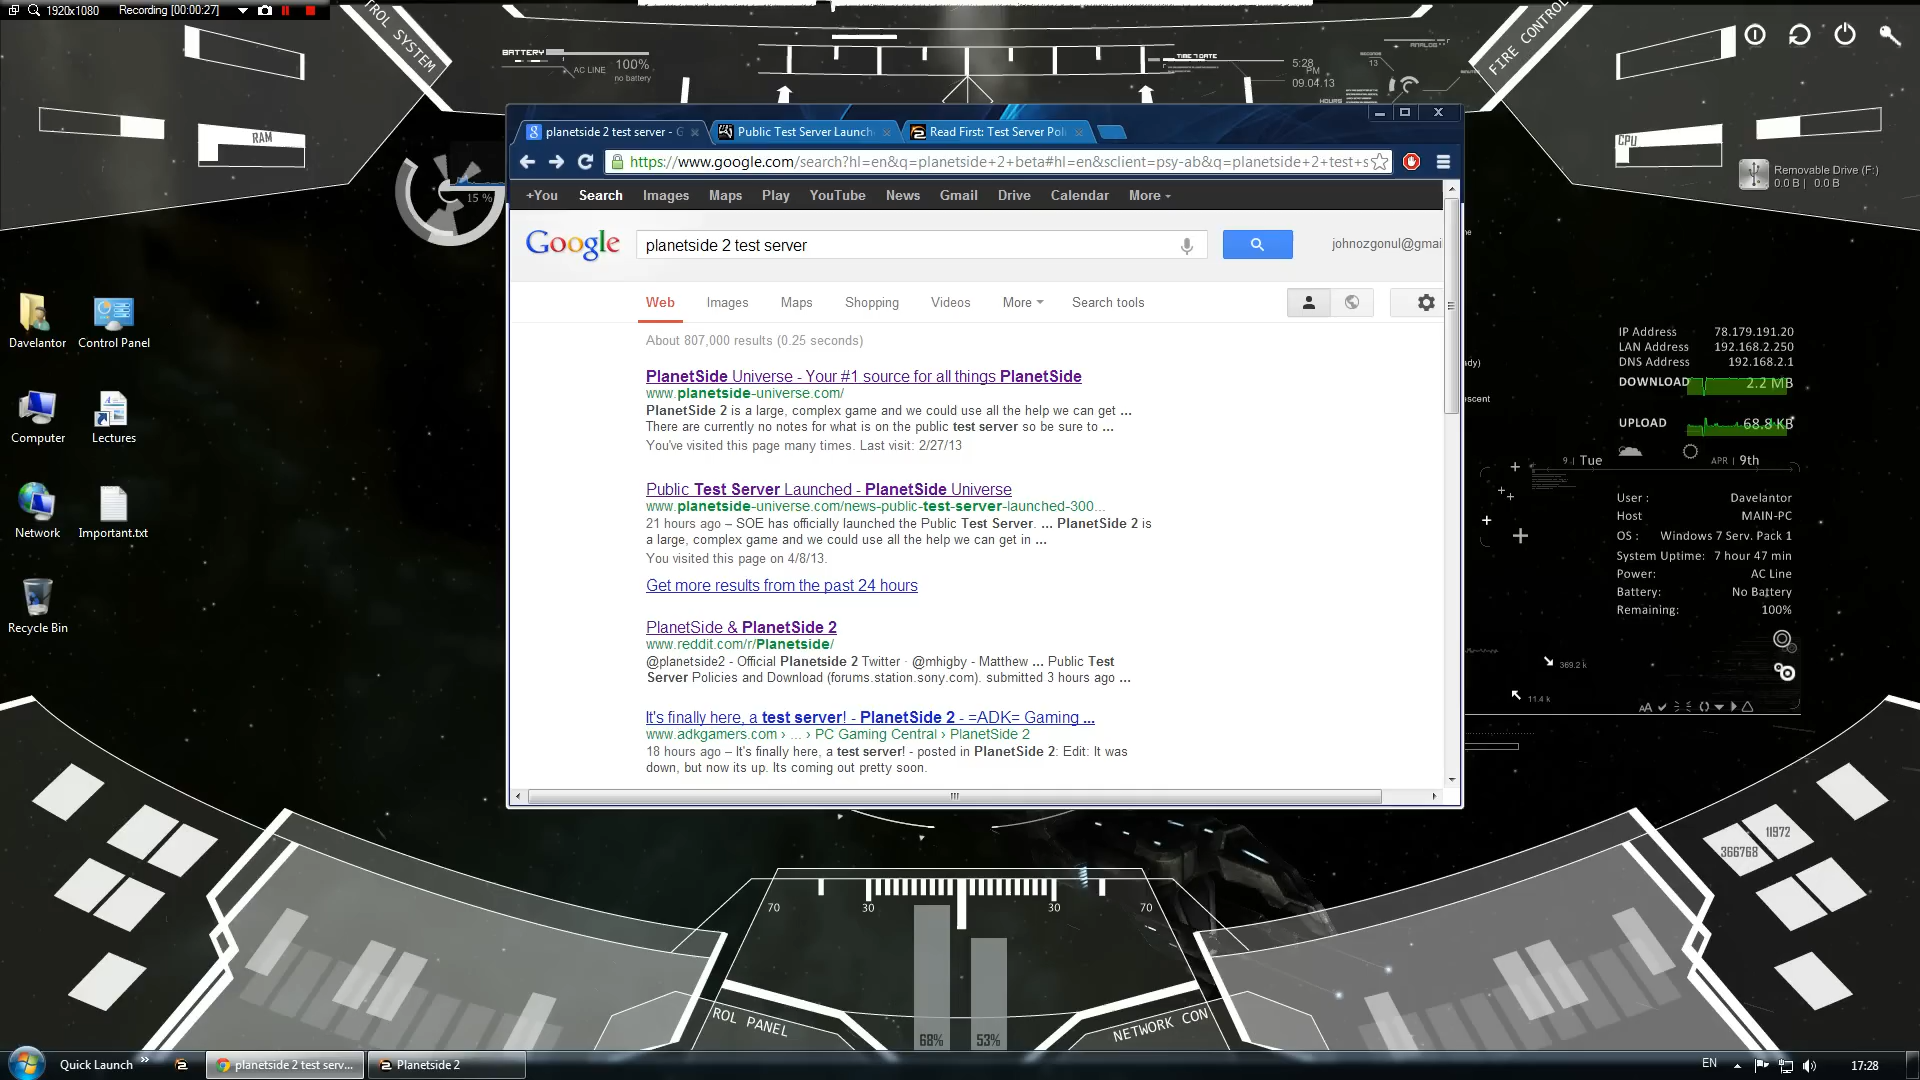 1920x1080 Recording [00:00:27]
ROL SYSTEM
FIRE CONTROL
BATTERY
AC LINE 100%
no battery
TIME 7 DATE
5:28
PM
09.04.13
ANALOG
13
HOURS
RAM
CPU
15 %
Removable Drive (F:)
0.0 B | 0.0 B
planetside 2 test server - G
Public Test Server Launch
Read First: Test Server Poli
https://www.google.com/search?hl=en&q=planetside+2+beta#hl=en&sclient=psy-ab&q=planetside+2+test+s
+You Search Images Maps Play YouTube News Gmail Drive Calendar More
Google planetside 2 test server johnozgonul@gmai
Web Images Maps Shopping Videos More Search tools
About 807,000 results (0.25 seconds)
PlanetSide Universe - Your #1 source for all things PlanetSide
www.planetside-universe.com/
PlanetSide 2 is a large, complex game and we could use all the help we can get ...
There are currently no notes for what is on the public test server so be sure to ...
You've visited this page many times. Last visit: 2/27/13
Public Test Server Launched - PlanetSide Universe
www.planetside-universe.com/news-public-test-server-launched-300...
21 hours ago – SOE has officially launched the Public Test Server. ... PlanetSide 2 is
a large, complex game and we could use all the help we can get in ...
You visited this page on 4/8/13.
Get more results from the past 24 hours
PlanetSide & PlanetSide 2
www.reddit.com/r/Planetside/
@planetside2 - Official Planetside 2 Twitter · @mhigby - Matthew ... Public Test
Server Policies and Download (forums.station.sony.com). submitted 3 hours ago ...
It's finally here, a test server! - PlanetSide 2 - =ADK= Gaming ...
www.adkgamers.com › ... › PC Gaming Central › PlanetSide 2
18 hours ago – It's finally here, a test server! - posted in PlanetSide 2: Edit: It was
down, but now its up. Its coming out pretty soon.
Davelantor
Control Panel
Computer
Lectures
Network
Important.txt
Recycle Bin
IP Address 78.179.191.20
LAN Address 192.168.2.250
DNS Address 192.168.2.1
DOWNLOAD 2.2 MB
UPLOAD 68.8 KB
ne
dy)
escent
9 | Tue APR | 9th
User : Davelantor
Host MAIN-PC
OS : Windows 7 Serv. Pack 1
System Uptime: 7 hour 47 min
Power: AC Line
Battery: No Battery
Remaining: 100%
369.2 k
11.4 k
AA
11972
366768
70 30 30 70
68% 53%
ROL PANEL
NETWORK CON
Quick Launch
planetside 2 test serv...
Planetside 2
EN
17:28